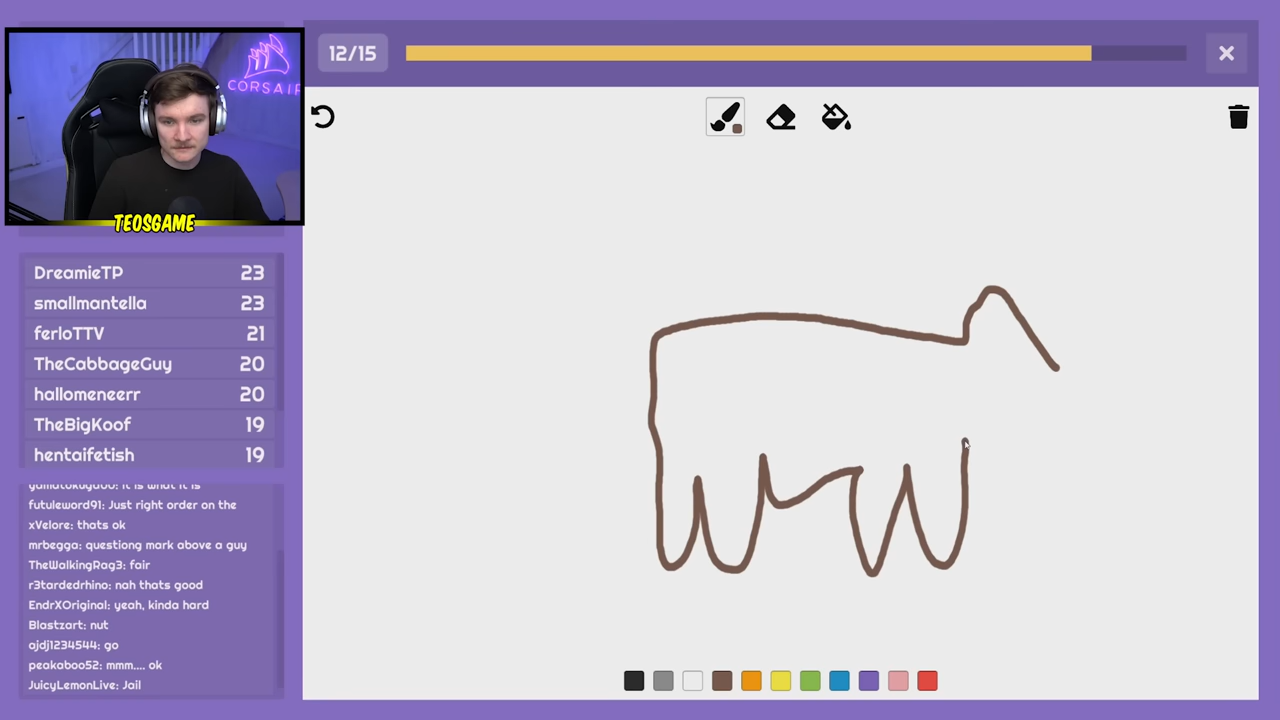 12/15
CORSAIR
TEOSGAME
DreamieTP 23
smallmantella 23
ferloTTV 21
TheCabbageGuy 20
hallomeneerr 20
TheBigKoof 19
hentaifetish 19
futuleword91: Just right order on the
xVelore: thats ok
mrbegga: questiong mark above a guy
TheWalkingRag3: fair
r3tardedrhino: nah thats good
EndrXOriginal: yeah, kinda hard
Blastzart: nut
ajdj1234544: go
peakaboo52: mmm.... ok
JuicyLemonLive: Jail